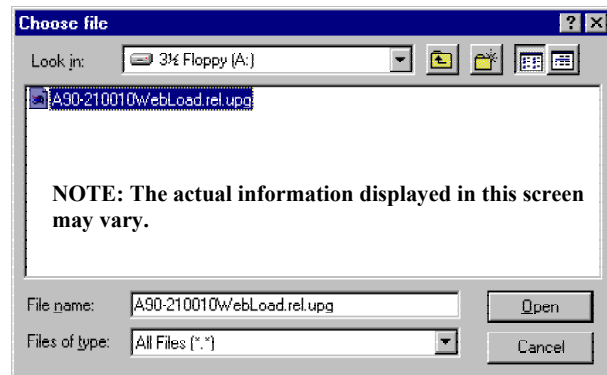 Choose file
Look in: 3½ Floppy (A:)
A90-210010WebLoad.rel.upg
NOTE: The actual information displayed in this screen
may vary.
File name: A90-210010WebLoad.rel.upg Open
Files of type: All Files (*.*) Cancel